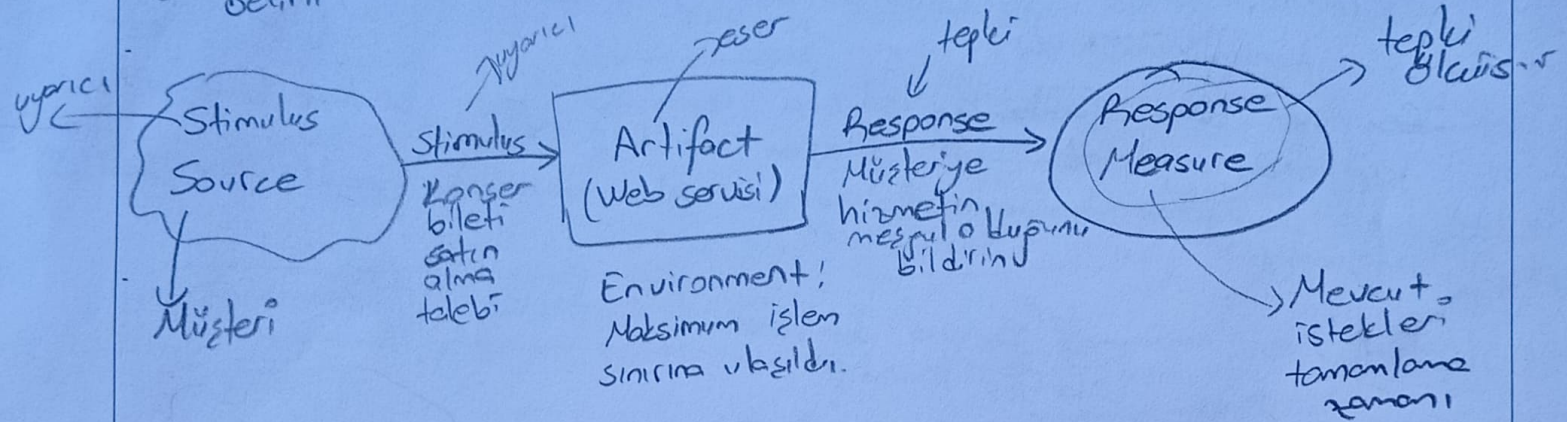 uyarıcı
Stimulus
Source
Müşteri
uyarıcı
Stimulus
Konser
bileti
satın
alma
talebi
eser
Artifact
(Web servisi)
Environment:
Maksimum işlem
sınırına ulaşıldı.
tepki
Response
Müşteriye
hizmetin
meşgul olduğunu
bildirin
Response
Measure
tepki
Mevcut
istekleri
tamamlama
zamanı